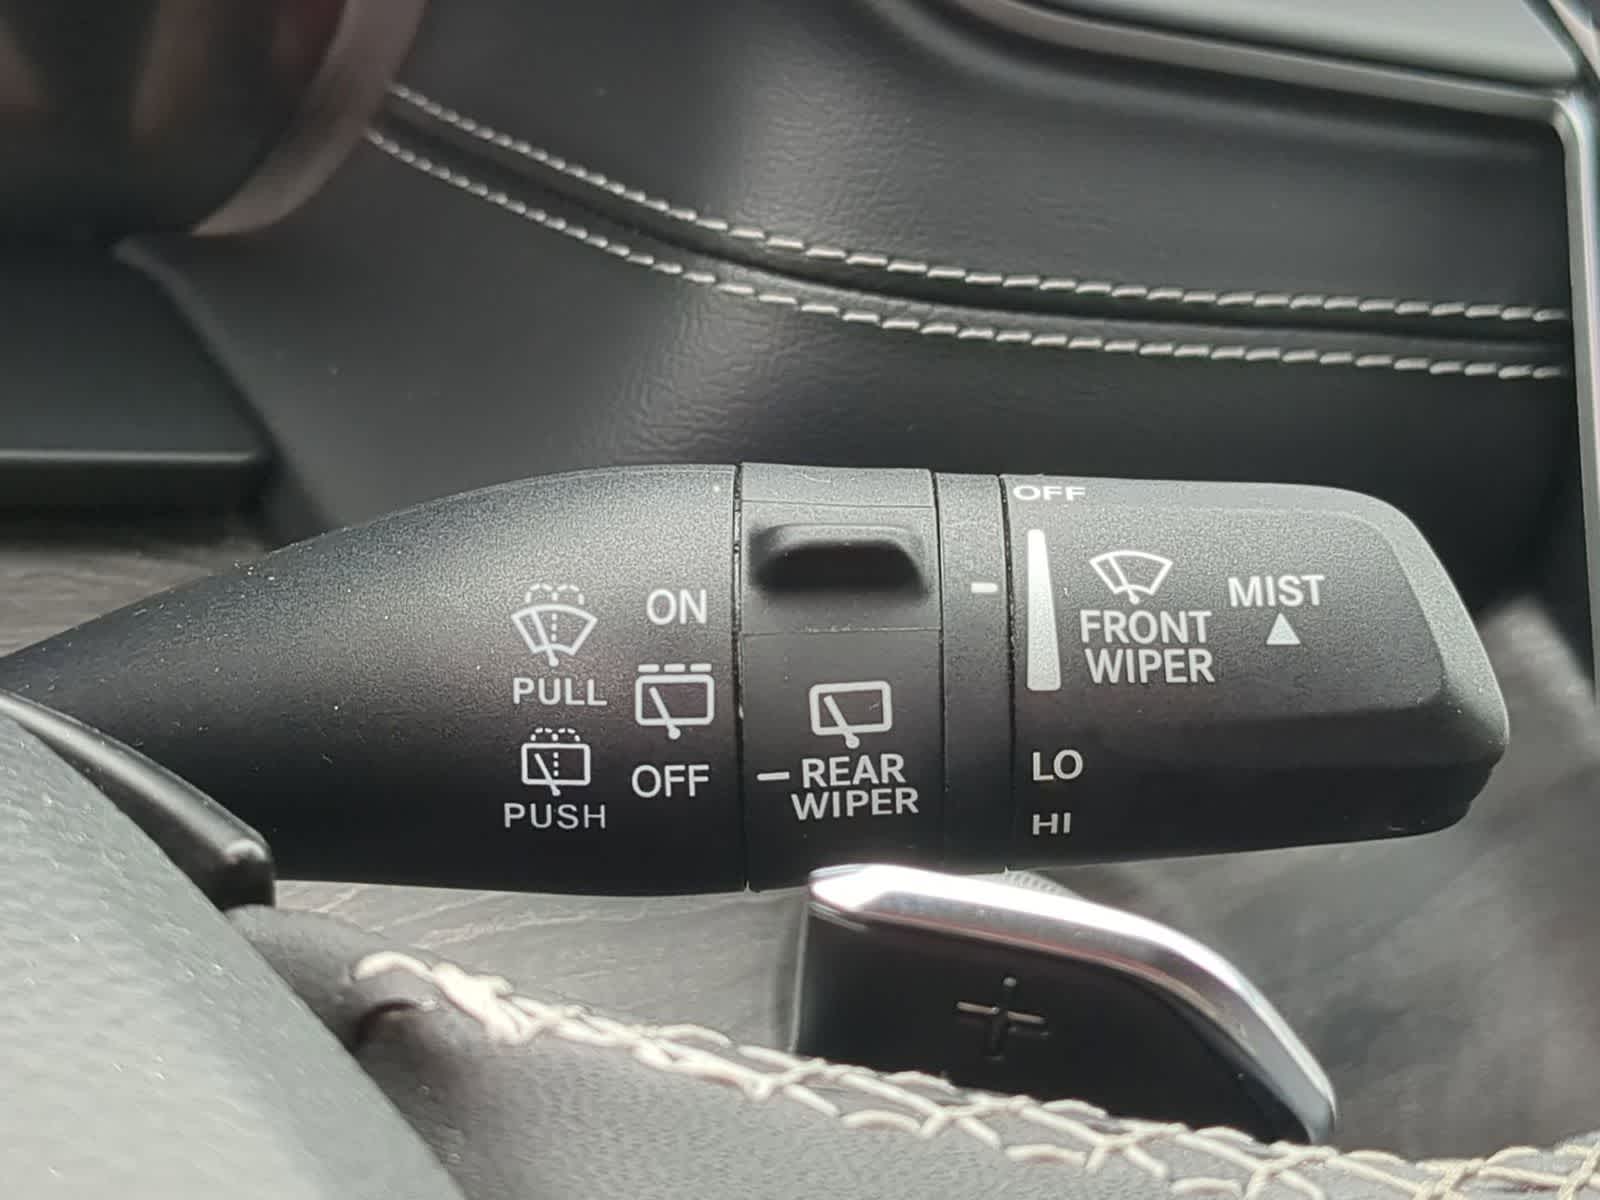 PULL
PUSH
ON
OFF
REAR
WIPER
OFF
FRONT
WIPER
MIST
LO
HI
+